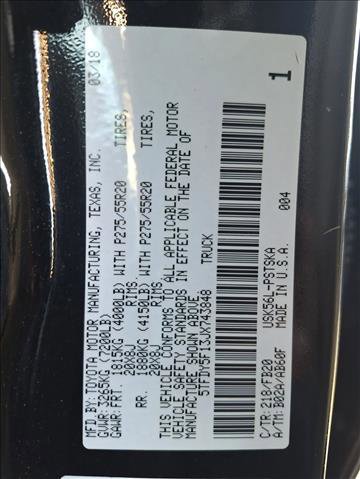 MFD.BY: TOYOTA MOTOR MANUFACTURING, TEXAS, INC. 03/18
GVWR: 3265KG (7200LB)
GAWR: FRT. 1815KG (4000LB) WITH P275/55R20 TIRES,
20X8J RIMS
RR. 1880KG (4150LB) WITH P275/55R20 TIRES,
20X8J RIMS
THIS VEHICLE CONFORMS TO ALL APPLICABLE FEDERAL MOTOR
VEHICLE SAFETY STANDARDS IN EFFECT ON THE DATE OF
MANUFACTURE SHOWN ABOVE.
5TFDY5F13JX743848 TRUCK
USK56L-PSTSKA 004 1
C/TR: 218/FB20
A/TM: B02A/AB60F MADE IN U.S.A.